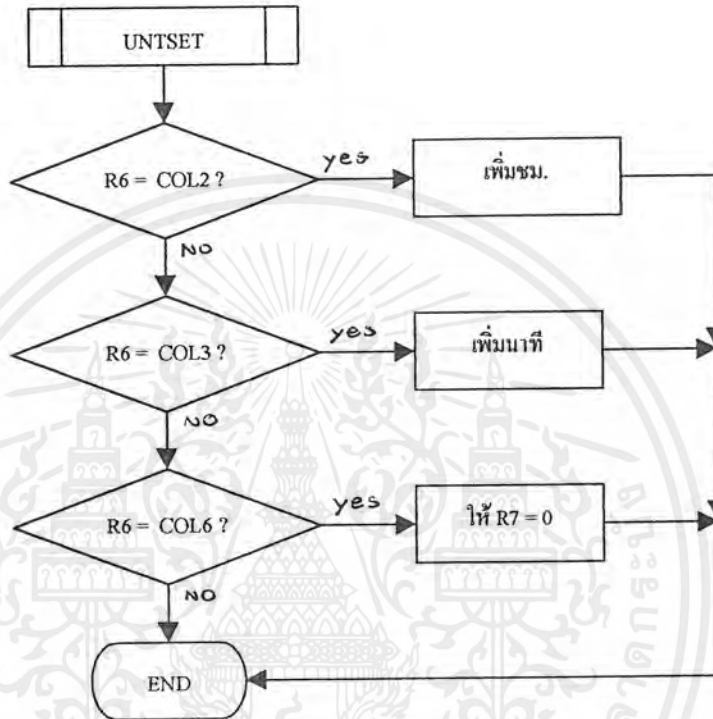 UNTSET
R6 = COL2 ?
yes
เพิ่มชม.
NO
R6 = COL3 ?
yes
เพิ่มนาที
NO
R6 = COL6 ?
yes
ให้ R7 = 0
NO
END